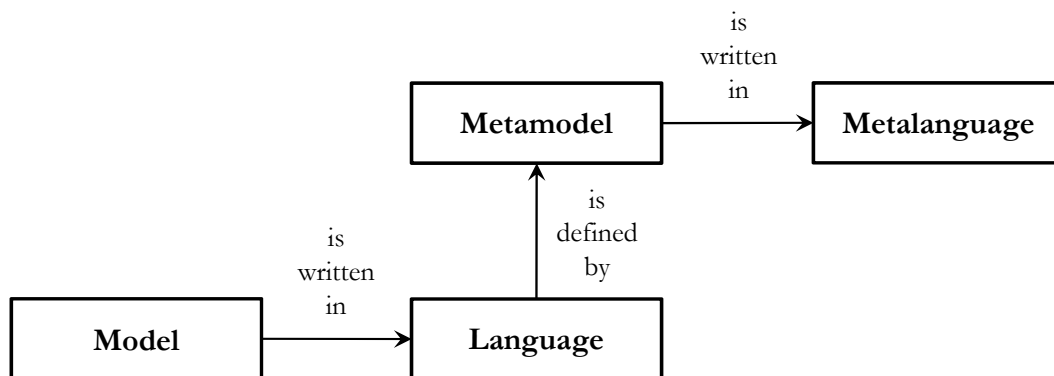 is
written
in
Metamodel
Metalanguage
is
defined
by
is
written
in
Model
Language